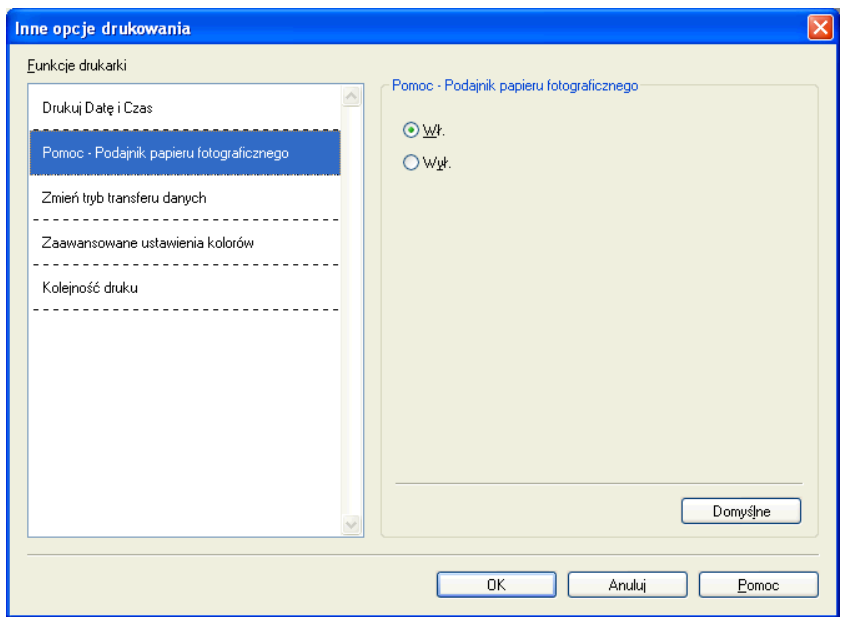 Inne opcje drukowania
Funkcje drukarki
Drukuj Datę i Czas
Pomoc - Podajnik papieru fotograficznego
Zmień tryb transferu danych
Zaawansowane ustawienia kolorów
Kolejność druku
Pomoc - Podajnik papieru fotograficznego
Wł.
Wył.
Domyślne
OK
Anuluj
Pomoc